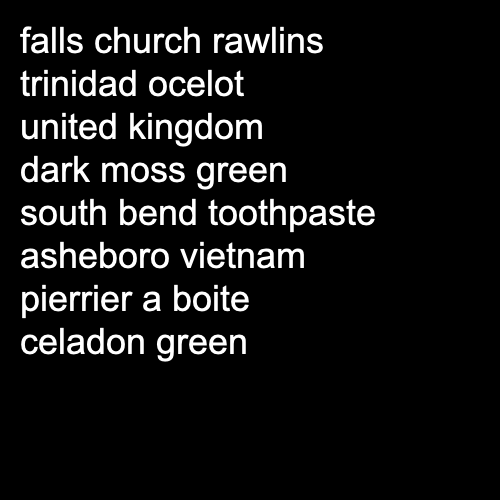 falls church rawlins
trinidad ocelot
united kingdom
dark moss green
south bend toothpaste
asheboro vietnam
pierrier a boite
celadon green